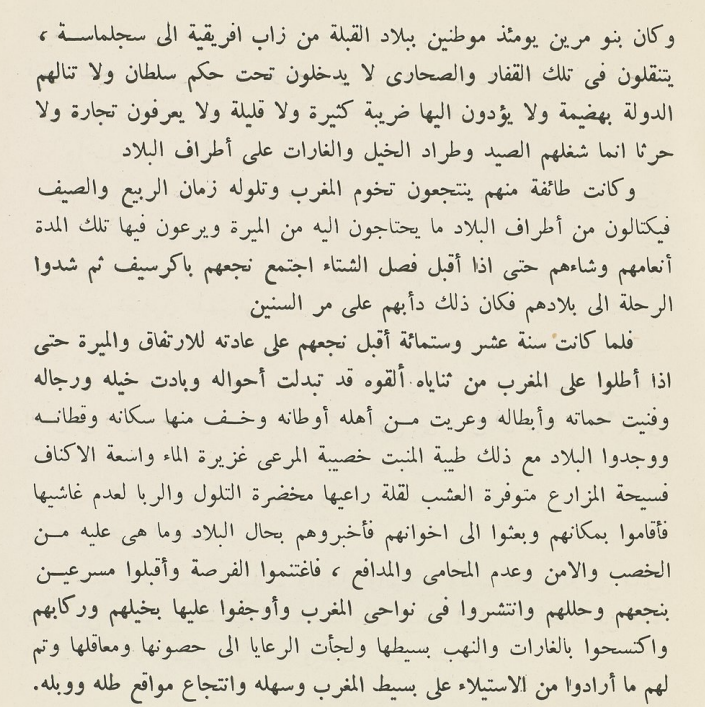 وكان بنو مرين يومئذ موطنين ببلاد القبلة من زاب افريقية الى سجلماسة ،
يتنقلون فى تلك القفار والصحارى لا يدخلون تحت حكم سلطان ولا تنالهم
الدولة بهضيمة ولا يؤدون اليها ضريبة كثيرة ولا قليلة ولا يعرفون تجارة ولا
حرثا انما شغلهم الصيد وطراد الخيل والغارات على أطراف البلاد
وكانت طائفة منهم ينتجعون تخوم المغرب وتلوله زمان الربيع والصيف
فيكتالون من أطراف البلاد ما يحتاجون اليه من الميرة ويرعون فيها تلك المدة
أنعامهم وشاءهم حتى اذا أقبل فصل الشتاء اجتمع نجعهم باكرسيف ثم شدوا
الرحلة الى بلادهم فكان ذلك دأبهم على مر السنين
فلما كانت سنة عشر وستمائة أقبل نجعهم على عادته للارتفاق والميرة حتى
اذا أطلوا على المغرب من ثناياه ألقوه قد تبدلت أحواله وبادت خيله ورجاله
وفنيت حماته وأبطاله وعريت مـن أهله أوطانه وخـف منها سكانه وقطانـه
ووجدوا البلاد مع ذلك طيبة المنبت خصيبة المرعى غزيرة الماء واسعة الاكناف
فسيحة المزارع متوفرة العشب لقلة راعيها مخضرة التلول والربا لعدم غاشيها
فأقاموا بمكانهم وبعثوا الى اخوانهم فأخبروهم بحال البلاد وما هى عليه مـن
الخصب والامن وعدم المحامى والمدافع ، فاغتنموا الفرصة وأقبلوا مسرعيـن
بنجعهم وحللهم وانتشروا فى نواحى المغرب وأوجفوا عليها بخيلهم وركابهم
واكتسحوا بالغارات والنهب بسيطها ولجأت الرعايا الى حصونها ومعاقلها وتم
لهم ما أرادوا من الاستيلاء على بسيط المغرب وسهله وانتجاع مواقع طله ووبله.